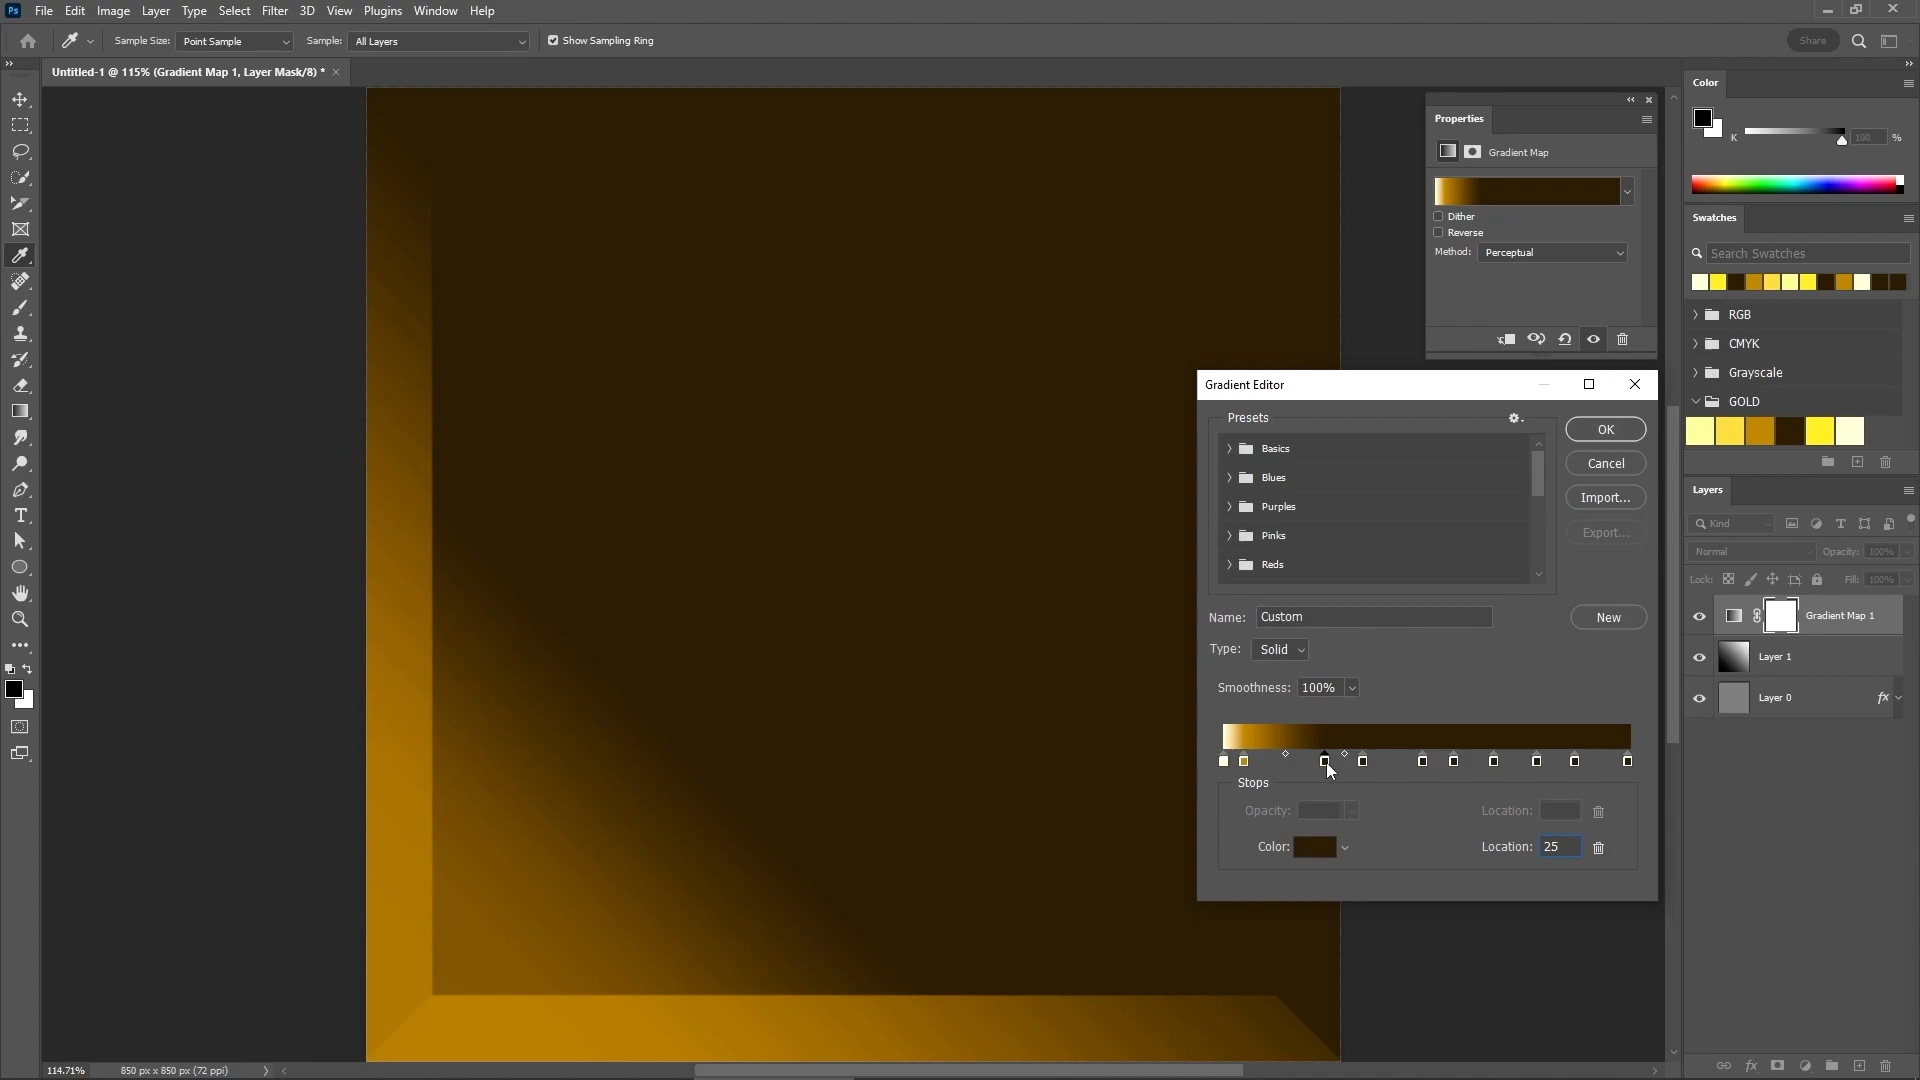 Ps File Edit Image Layer Type Select Filter 3D View Plugins Window Help
Sample Size: Point Sample Sample: All Layers Show Sampling Ring Share
Untitled-1 @ 115% (Gradient Map 1, Layer Mask/8) *
Properties
Gradient Map
Dither
Reverse
Method: Perceptual
Gradient Editor
Presets
Basics
Blues
Purples
Pinks
Reds
OK
Cancel
Import...
Export...
Name: Custom
New
Type: Solid
Smoothness: 100%
Stops
Opacity: Location:
Color: Location: 25
Color
K 100 %
Swatches
Search Swatches
RGB
CMYK
Grayscale
GOLD
Layers
Kind
Normal Opacity: 100%
Lock: Fill: 100%
Gradient Map 1
Layer 1
Layer 0 fx
fx
114.71% 850 px x 850 px (72 ppi)